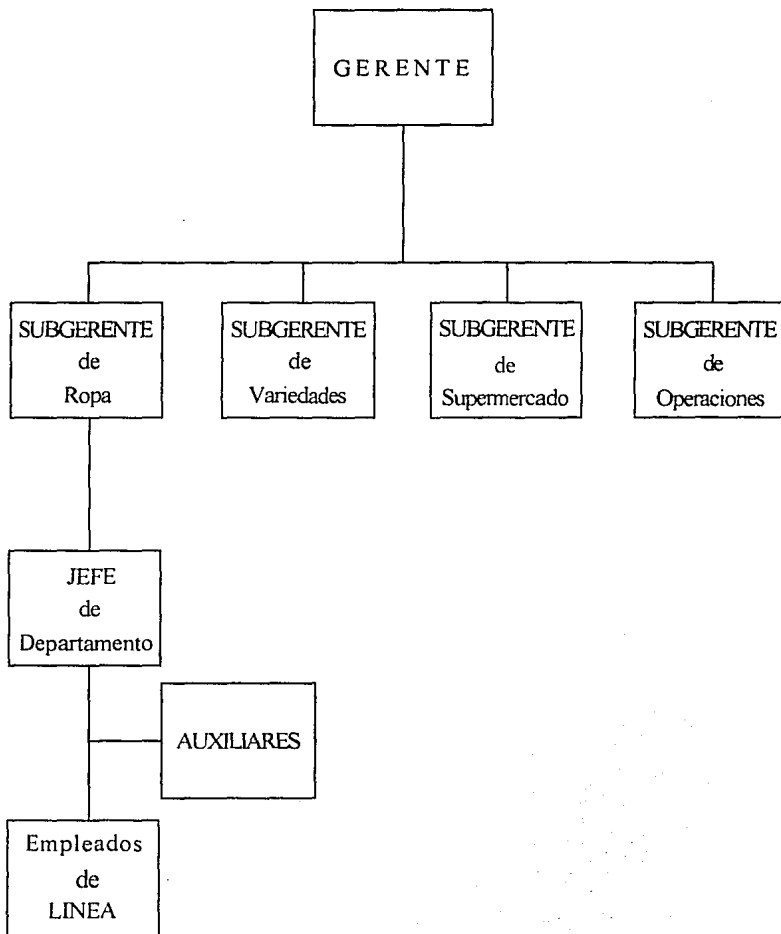 GERENTE
SUBGERENTE
de
Ropa
SUBGERENTE
de
Variedades
SUBGERENTE
de
Supermercado
SUBGERENTE
de
Operaciones
JEFE
de
Departamento
AUXILIARES
Empleados
de
LINEA